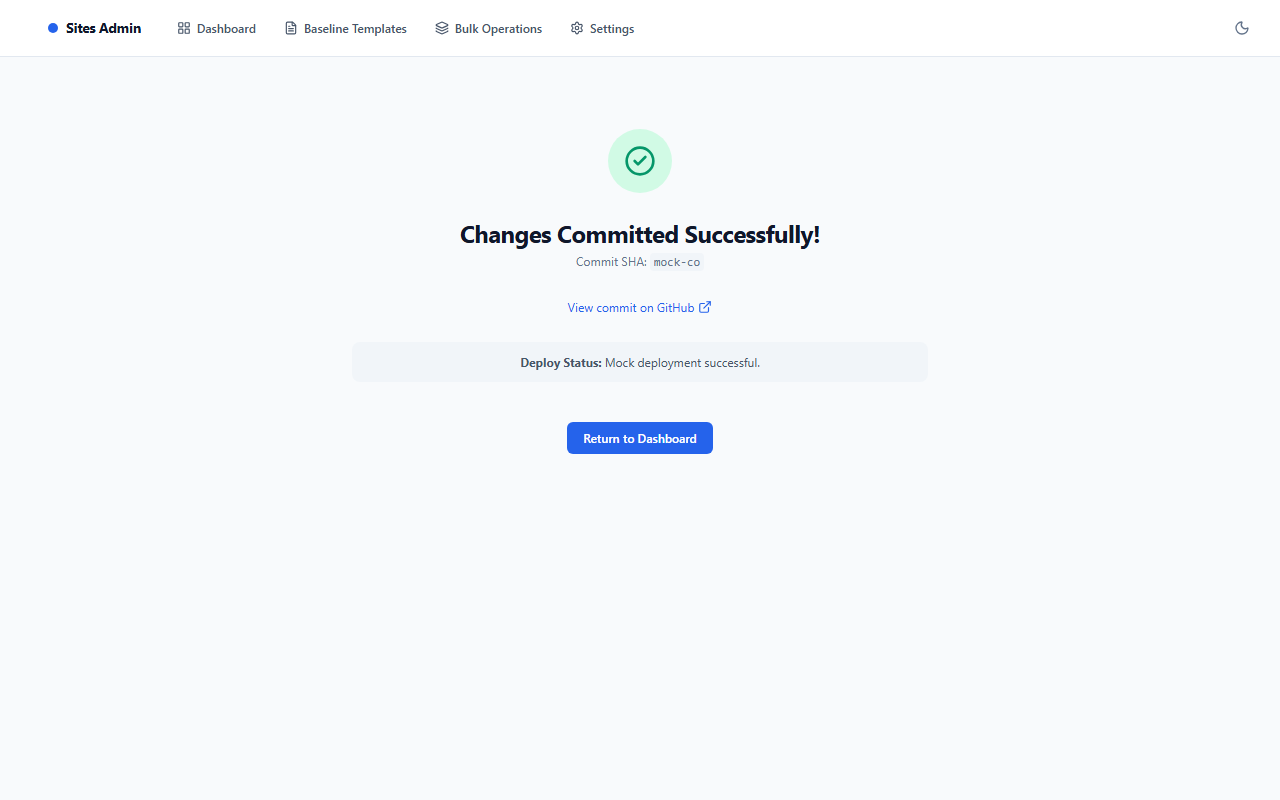 Sites Admin Dashboard Baseline Templates Bulk Operations Settings
Changes Committed Successfully!
Commit SHA: mock-co
View commit on GitHub
Deploy Status: Mock deployment successful.
Return to Dashboard